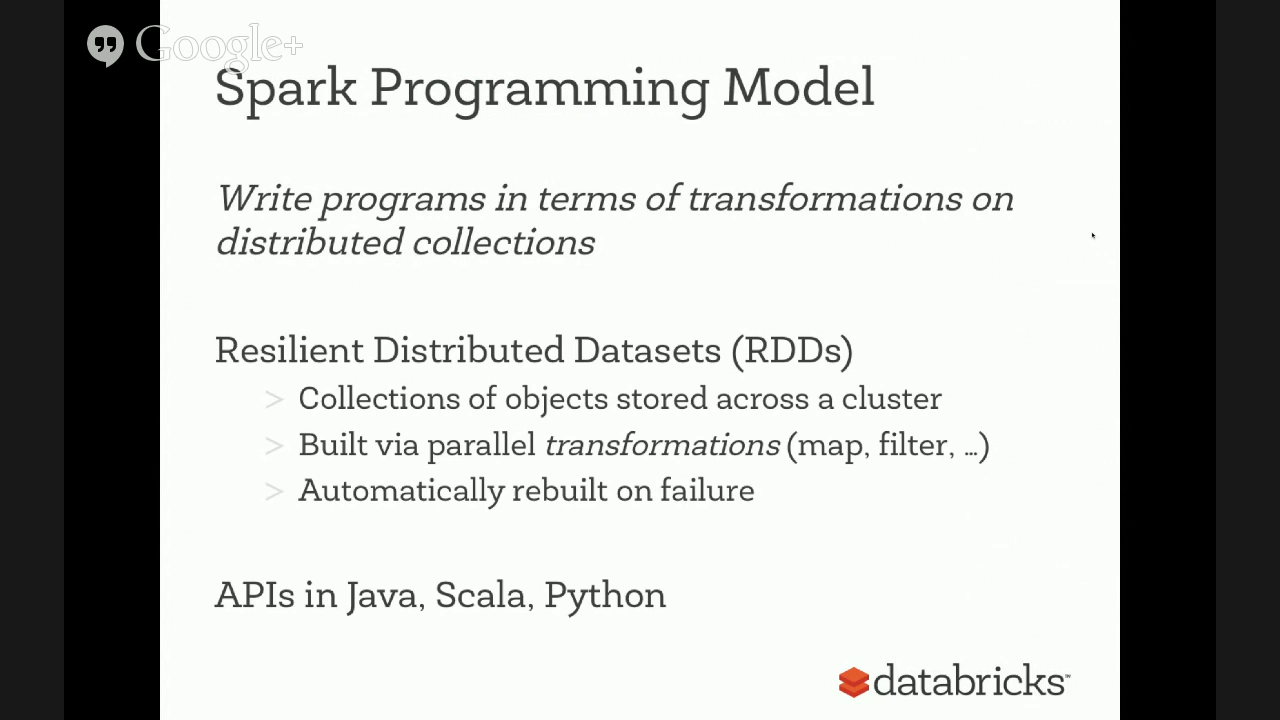 Google+
Spark Programming Model
Write programs in terms of transformations on
distributed collections
Resilient Distributed Datasets (RDDs)
> Collections of objects stored across a cluster
> Built via parallel transformations (map, filter, …)
> Automatically rebuilt on failure
APIs in Java, Scala, Python
databricks™